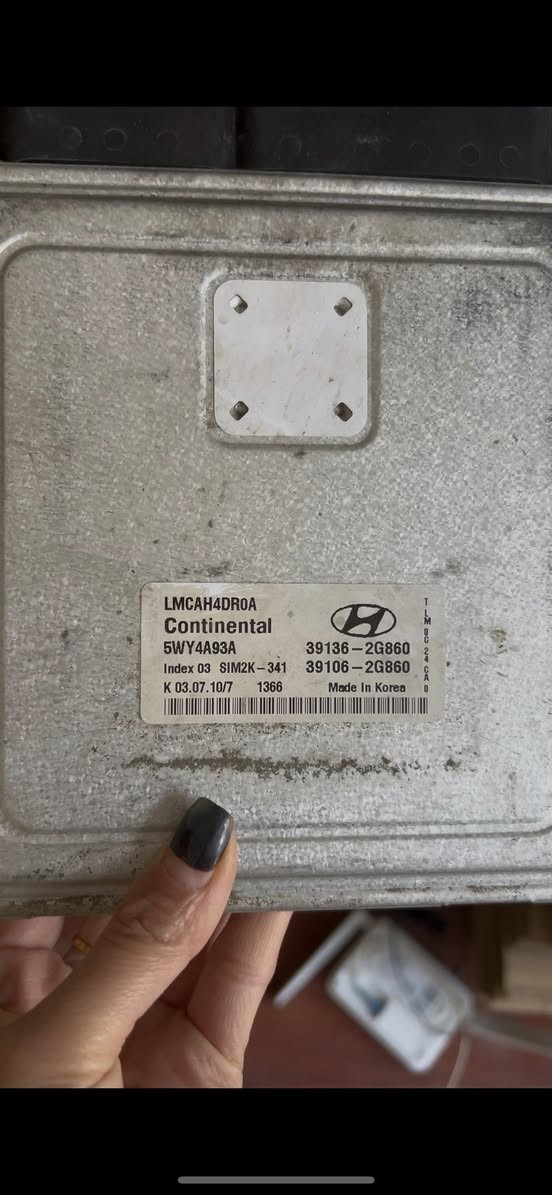 LMCAH4DR0A
Continental
5WY4A93A 39136-2G860
Index 03 SIM2K-341 39106-2G860
K 03.07.10/7 1366 Made In Korea